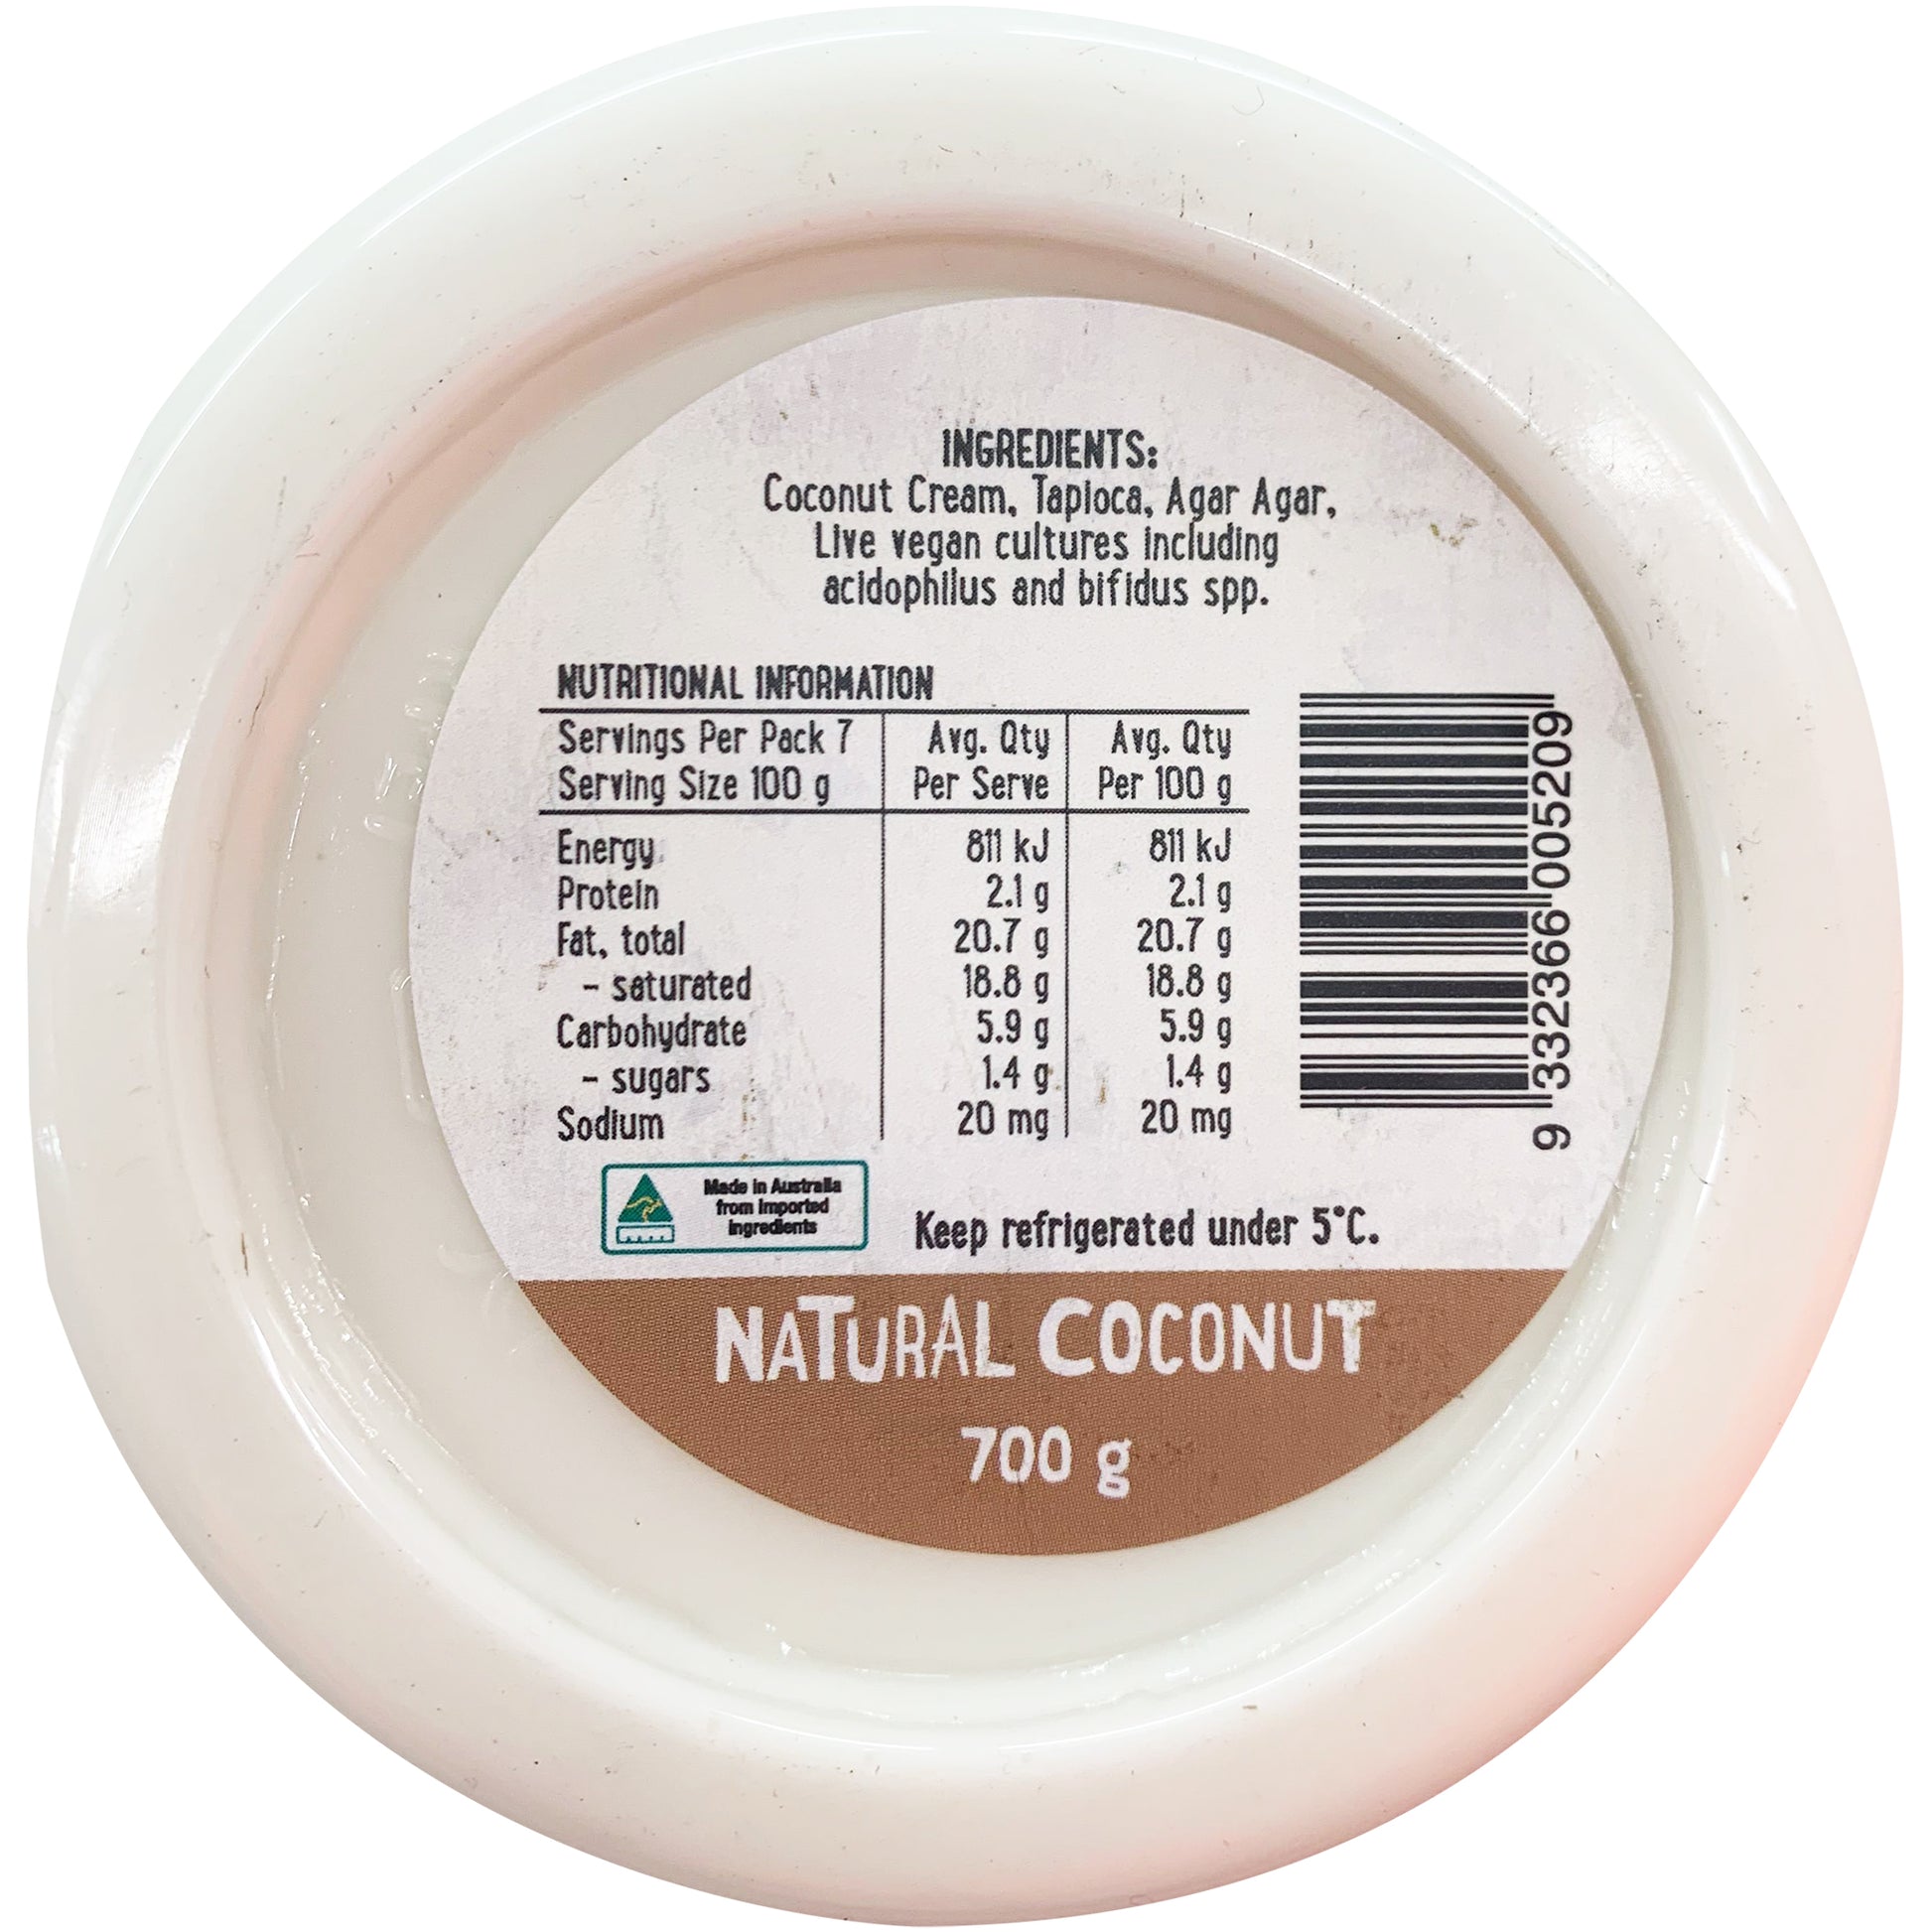 INGREDIENTS:
Coconut Cream, Tapioca, Agar Agar,
Live vegan cultures including
acidophilus and bifidus spp.
NUTRITIONAL INFORMATION
Servings Per Pack 7 Avg. Qty Avg. Qty
Serving Size 100 g Per Serve Per 100 g
Energy 811 kJ 811 kJ
Protein 2.1 g 2.1 g
Fat, total 20.7 g 20.7 g
- saturated 18.8 g 18.8 g
Carbohydrate 5.9 g 5.9 g
- sugars 1.4 g 1.4 g
Sodium 20 mg 20 mg
9 332366 005209
Made in Australia
from imported
ingredients
Keep refrigerated under 5°C.
NATURAL COCONUT
700 g